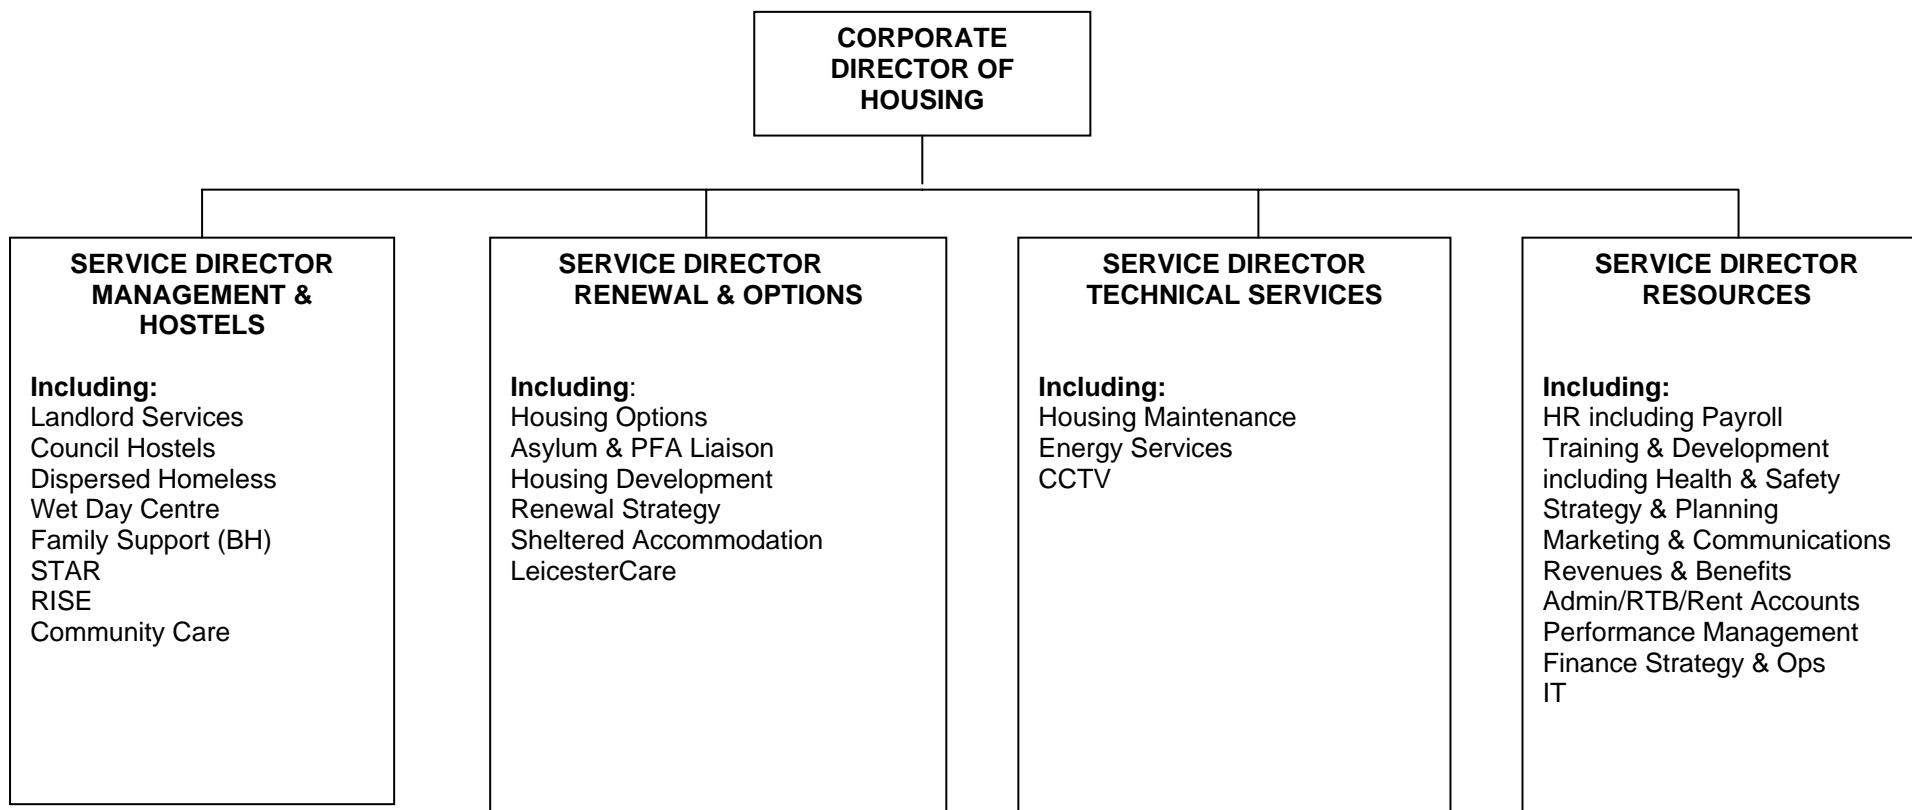 CORPORATE
DIRECTOR OF
HOUSING
SERVICE DIRECTOR
MANAGEMENT &
HOSTELS
Including:
Landlord Services
Council Hostels
Dispersed Homeless
Wet Day Centre
Family Support (BH)
STAR
RISE
Community Care
SERVICE DIRECTOR
RENEWAL & OPTIONS
Including:
Housing Options
Asylum & PFA Liaison
Housing Development
Renewal Strategy
Sheltered Accommodation
LeicesterCare
SERVICE DIRECTOR
TECHNICAL SERVICES
Including:
Housing Maintenance
Energy Services
CCTV
SERVICE DIRECTOR
RESOURCES
Including:
HR including Payroll
Training & Development
including Health & Safety
Strategy & Planning
Marketing & Communications
Revenues & Benefits
Admin/RTB/Rent Accounts
Performance Management
Finance Strategy & Ops
IT